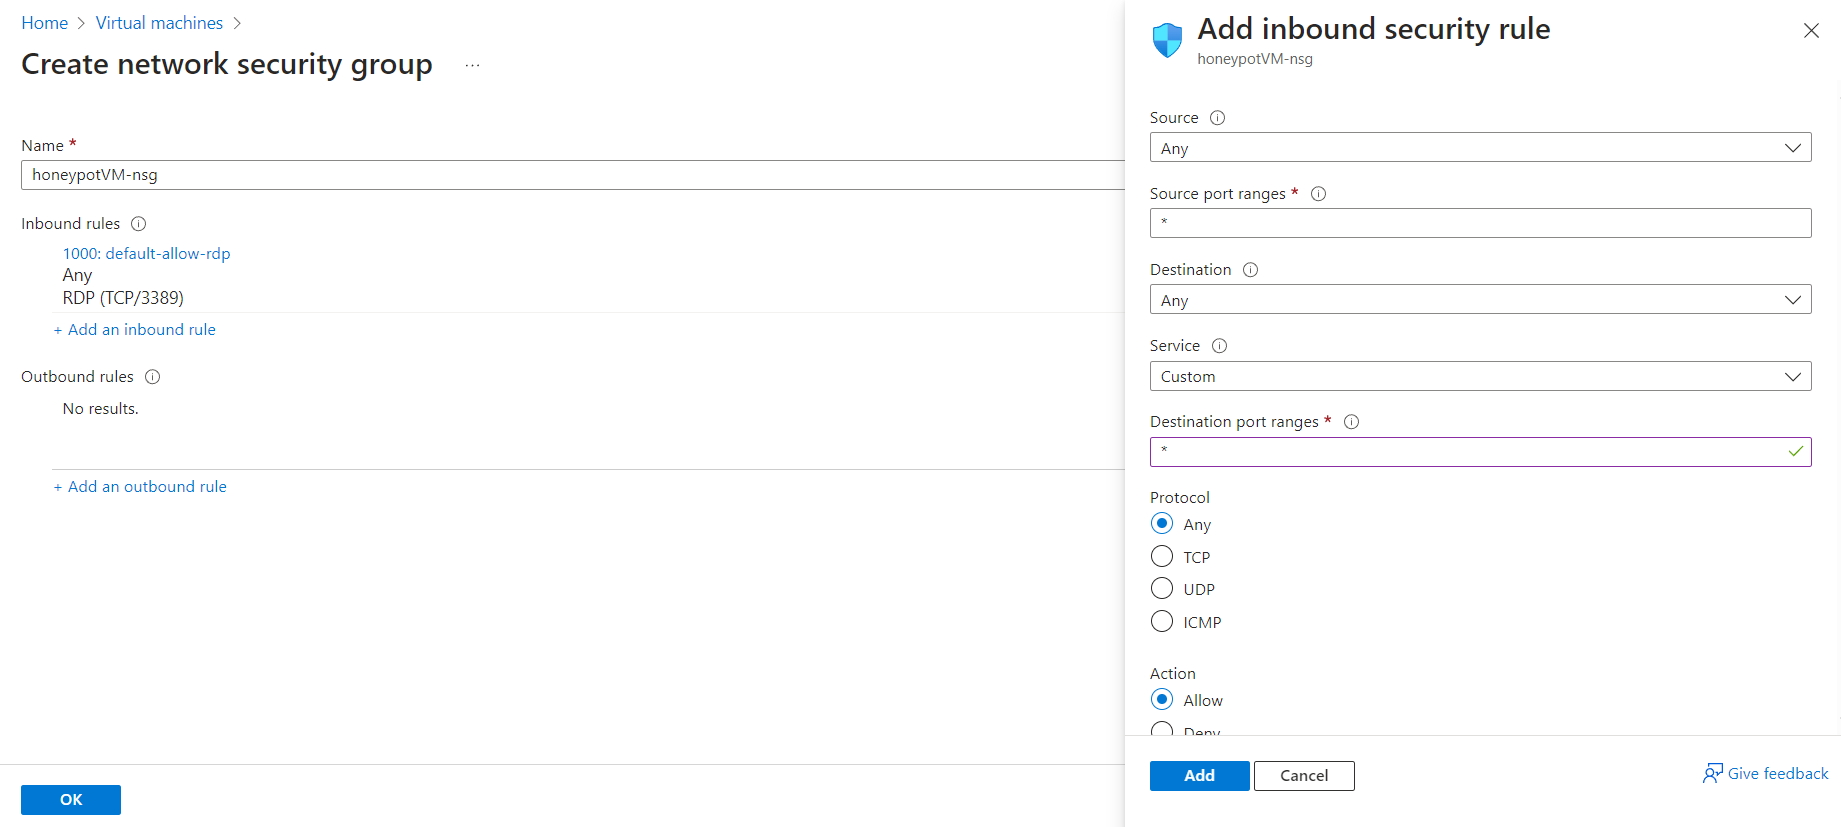 Home > Virtual machines >
Create network security group ...
Name *
honeypotVM-nsg
Inbound rules
1000: default-allow-rdp
Any
RDP (TCP/3389)
+ Add an inbound rule
Outbound rules
No results.
+ Add an outbound rule
OK
Add inbound security rule
honeypotVM-nsg
Source
Any
Source port ranges *
*
Destination
Any
Service
Custom
Destination port ranges *
*
Protocol
Any
TCP
UDP
ICMP
Action
Allow
Deny
Add
Cancel
Give feedback